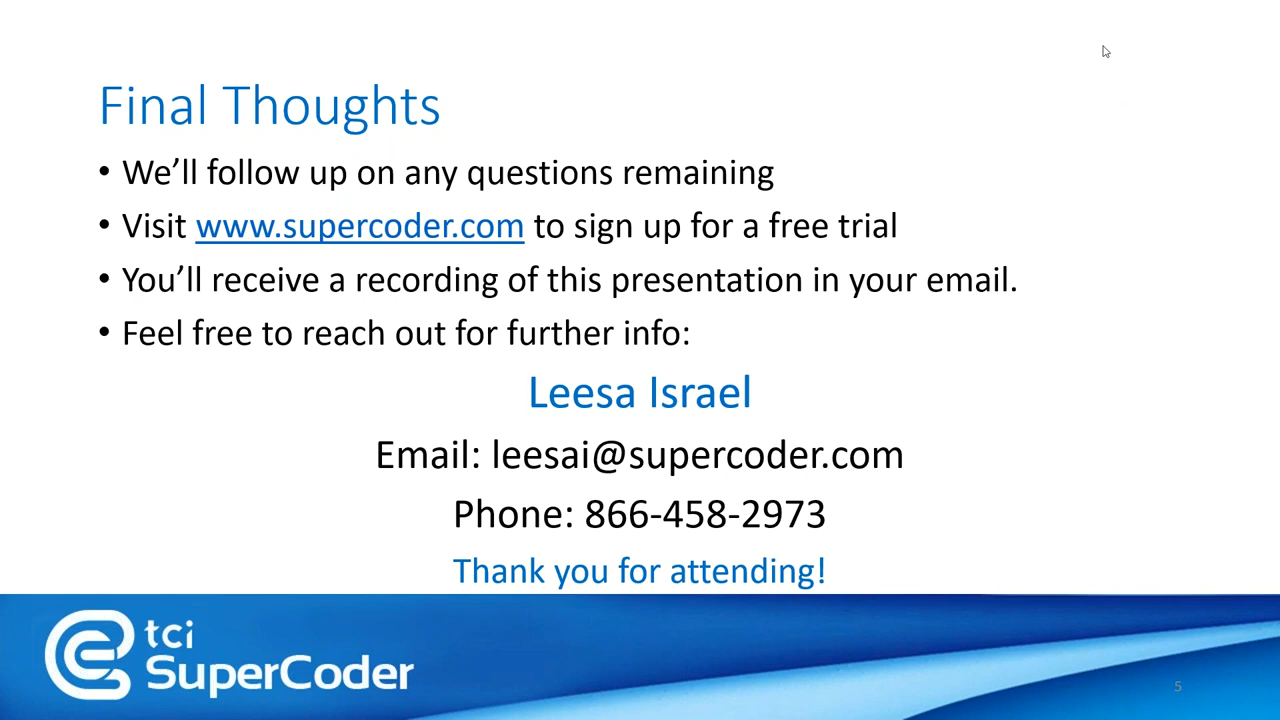 Final Thoughts
• We’ll follow up on any questions remaining
• Visit www.supercoder.com to sign up for a free trial
• You’ll receive a recording of this presentation in your email.
• Feel free to reach out for further info:
Leesa Israel
Email: leesai@supercoder.com
Phone: 866-458-2973
Thank you for attending!
tci
SuperCoder
5